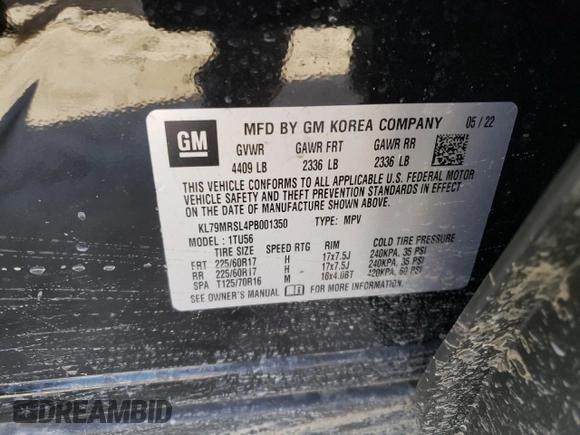 GM
MFD BY GM KOREA COMPANY 05 / 22
GVWR GAWR FRT GAWR RR
4409 LB 2336 LB 2336 LB
THIS VEHICLE CONFORMS TO ALL APPLICABLE U.S. FEDERAL MOTOR
VEHICLE SAFETY AND THEFT PREVENTION STANDARDS IN EFFECT
ON THE DATE OF MANUFACTURE SHOWN ABOVE.
KL79MRSL4PB001350 TYPE: MPV
MODEL: 1TU56
TIRE SIZE SPEED RTG RIM COLD TIRE PRESSURE
FRT 225/60R17 H 17x7.5J 240KPA, 35 PSI
RR 225/60R17 H 17x7.5J 240KPA, 35 PSI
SPA T125/70R16 M 16x4.0BT 420KPA, 60 PSI
SEE OWNER'S MANUAL FOR MORE INFORMATION.
DREAMBID